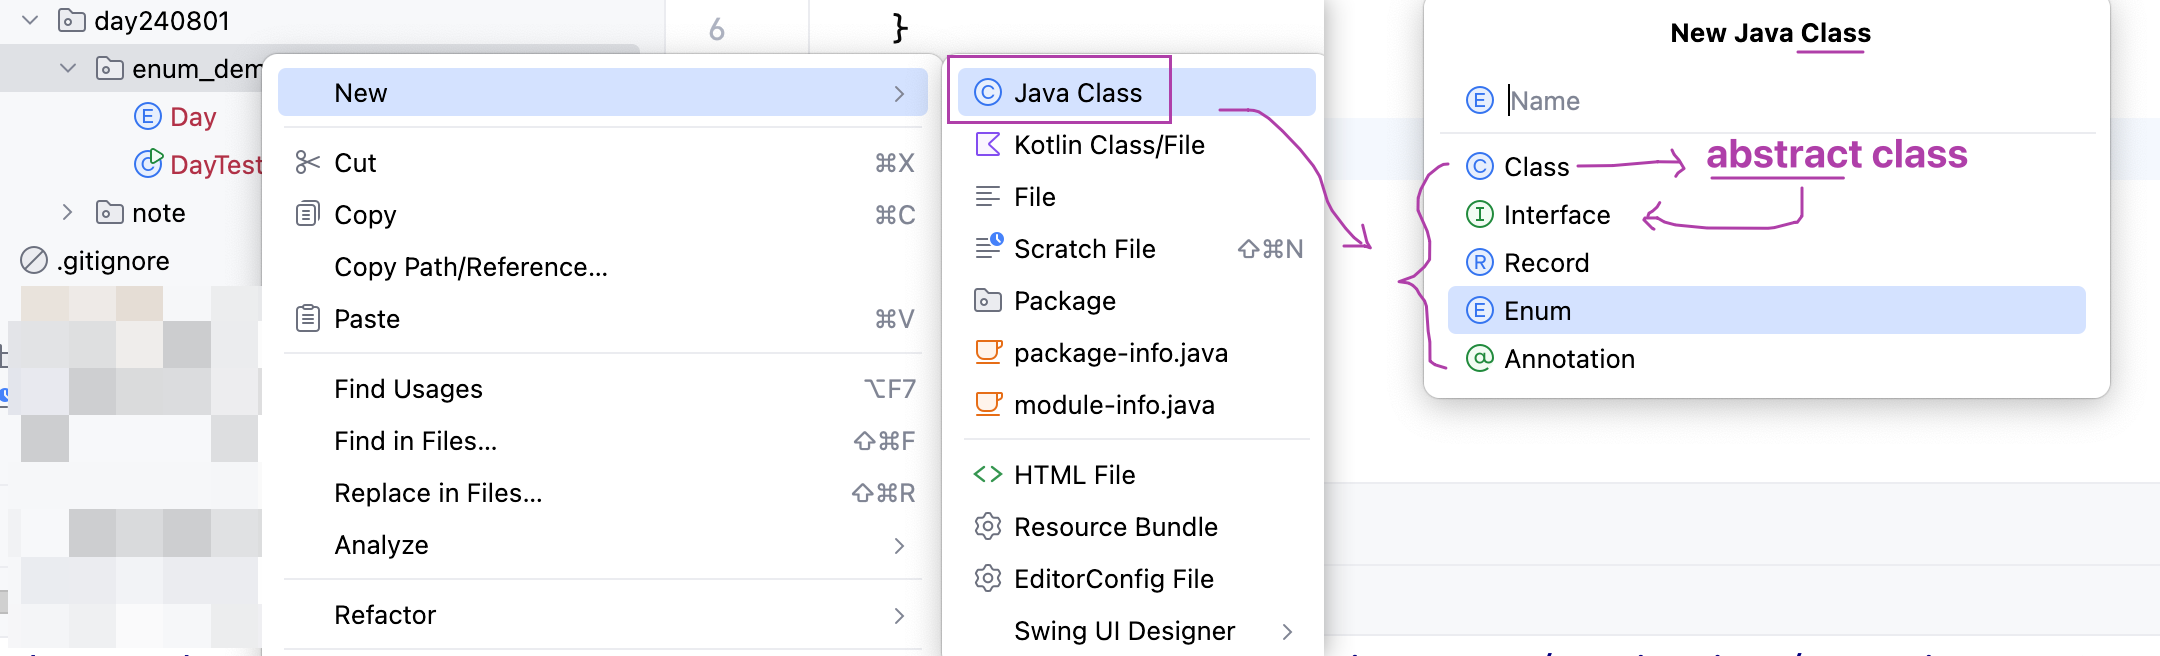 day240801
enum_dem
Day
DayTest
note
.gitignore
New
Cut ⌘X
Copy ⌘C
Copy Path/Reference...
Paste ⌘V
Find Usages ⌥F7
Find in Files... ⇧⌘F
Replace in Files... ⇧⌘R
Analyze
Refactor
6 }
Java Class
Kotlin Class/File
File
Scratch File ⇧⌘N
Package
package-info.java
module-info.java
HTML File
Resource Bundle
EditorConfig File
Swing UI Designer
New Java Class
Name
Class
abstract class
Interface
Record
Enum
Annotation